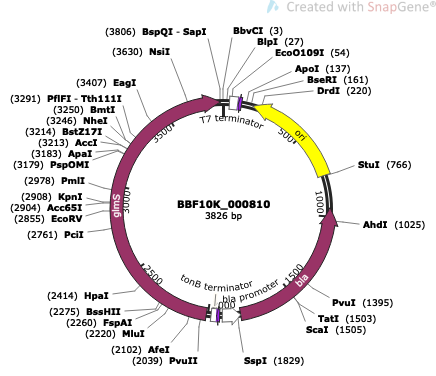 Created with SnapGene®
(3806) BspQI - SapI
BbvCI (3)
BlpI (27)
(3630) NsiI
EcoO109I (54)
ApoI (137)
(3407) EagI
BseRI (161)
DrdI (220)
(3291) PflFI - Tth111I
(3250) BmtI
(3246) NheI
(3214) BstZ17I
(3213) AccI
(3183) ApaI
(3179) PspOMI
(2978) PmlI
(2908) KpnI
(2904) Acc65I
(2855) EcoRV
(2761) PciI
T7 terminator
3500
500
ori
StuI (766)
3000
glmS
BBF10K_000810
3826 bp
1000
AhdI (1025)
2500
tonB terminator
bla promoter
1500
bla
(2414) HpaI
(2275) BssHII
(2260) FspAI
(2220) MluI
(2102) AfeI
(2039) PvuII
PvuI (1395)
TatI (1503)
ScaI (1505)
SspI (1829)